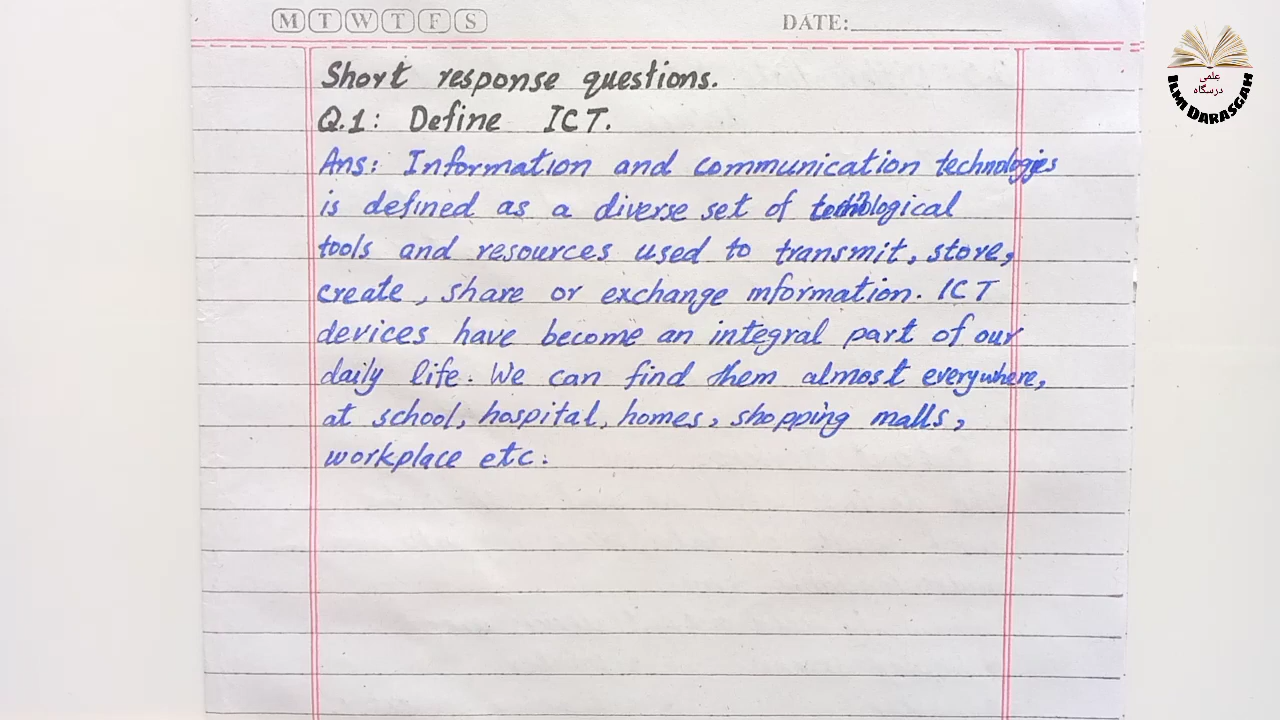 M T W T F S
DATE:
Short response questions.
Q.1: Define ICT.
Ans: Information and communication technologies
is defined as a diverse set of technological
tools and resources used to transmit, store,
create, share or exchange information. ICT
devices have become an integral part of our
daily life. We can find them almost everywhere,
at school, hospital, homes, shopping malls,
workplace etc.
علمی
درسگاہ
ILMI DARASGAH